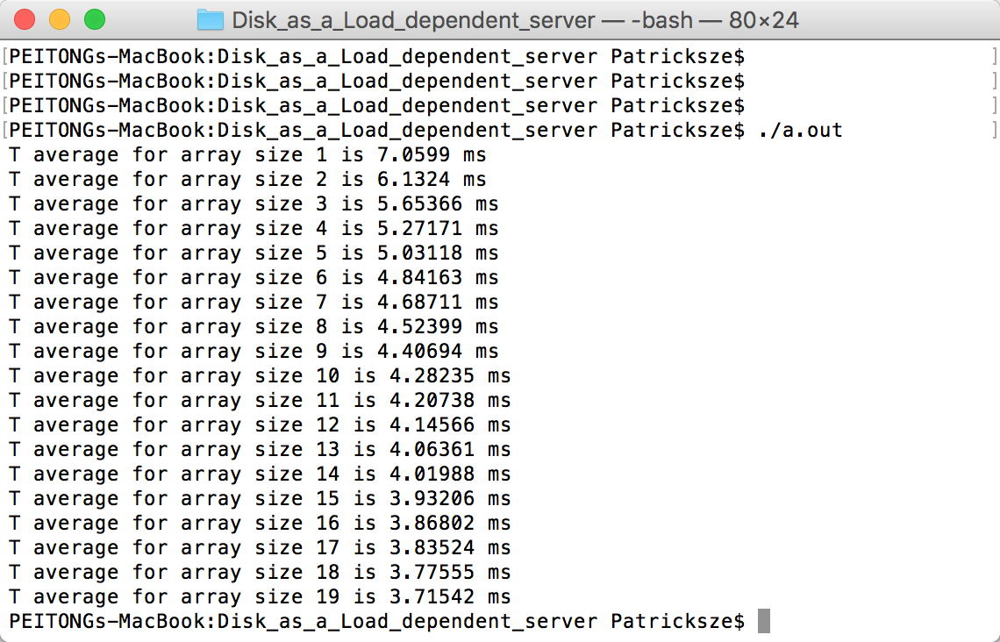 Disk_as_a_Load_dependent_server — -bash — 80×24
[PEITONGs-MacBook:Disk_as_a_Load_dependent_server Patricksze$ ]
[PEITONGs-MacBook:Disk_as_a_Load_dependent_server Patricksze$ ]
[PEITONGs-MacBook:Disk_as_a_Load_dependent_server Patricksze$ ]
[PEITONGs-MacBook:Disk_as_a_Load_dependent_server Patricksze$ ./a.out ]
T average for array size 1 is 7.0599 ms
T average for array size 2 is 6.1324 ms
T average for array size 3 is 5.65366 ms
T average for array size 4 is 5.27171 ms
T average for array size 5 is 5.03118 ms
T average for array size 6 is 4.84163 ms
T average for array size 7 is 4.68711 ms
T average for array size 8 is 4.52399 ms
T average for array size 9 is 4.40694 ms
T average for array size 10 is 4.28235 ms
T average for array size 11 is 4.20738 ms
T average for array size 12 is 4.14566 ms
T average for array size 13 is 4.06361 ms
T average for array size 14 is 4.01988 ms
T average for array size 15 is 3.93206 ms
T average for array size 16 is 3.86802 ms
T average for array size 17 is 3.83524 ms
T average for array size 18 is 3.77555 ms
T average for array size 19 is 3.71542 ms
PEITONGs-MacBook:Disk_as_a_Load_dependent_server Patricksze$